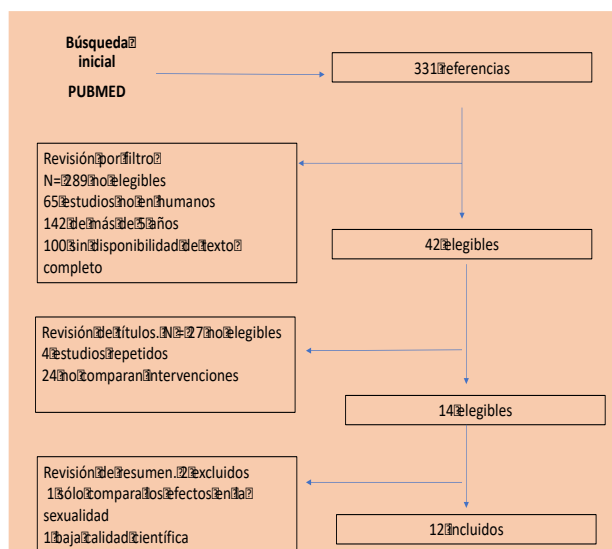 Búsqueda
inicial
PUBMED
331 referencias
Revisión por filtro
N= 289 no elegibles
65 estudios no en humanos
142 de más de 5 años
100 sin disponibilidad de texto
completo
42 elegibles
Revisión de títulos. N = 27 no elegibles
4 estudios repetidos
24 no comparan intervenciones
14 elegibles
Revisión de resumen. 2 excluidos
1 sólo compara los efectos en la
sexualidad
1 baja calidad científica
12 incluidos